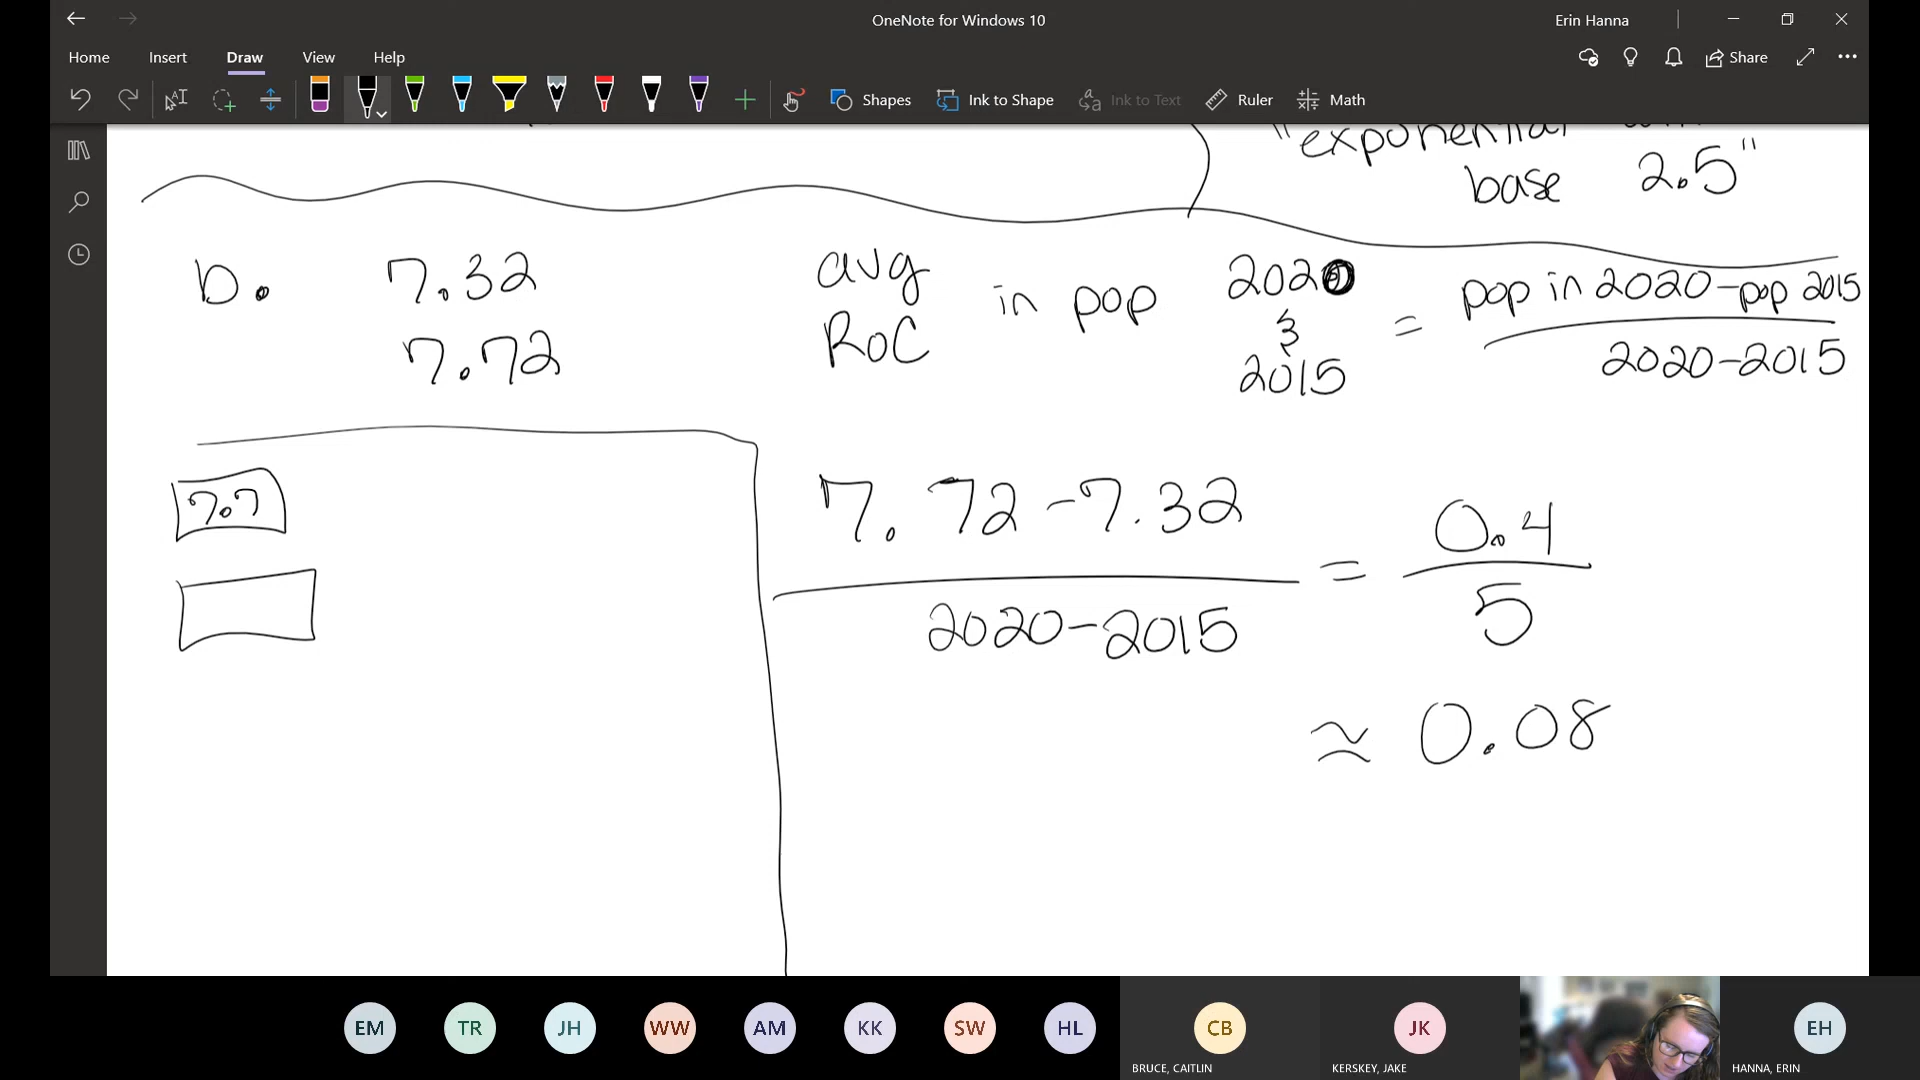 OneNote for Windows 10
Erin Hanna
Home Insert Draw View Help
Share
Shapes Ink to Shape Ink to Text Ruler Math
"exponential
base 2.5"
D. 7.32
7.72
avg RoC in pop 2020 & 2015 = pop in 2020-pop 2015
2020-2015
7.7
7.72-7.32 = 0.4
2020-2015 5
≈ 0.08
EM TR JH WW AM KK SW HL CB JK EH
BRUCE, CAITLIN KERSKEY, JAKE HANNA, ERIN